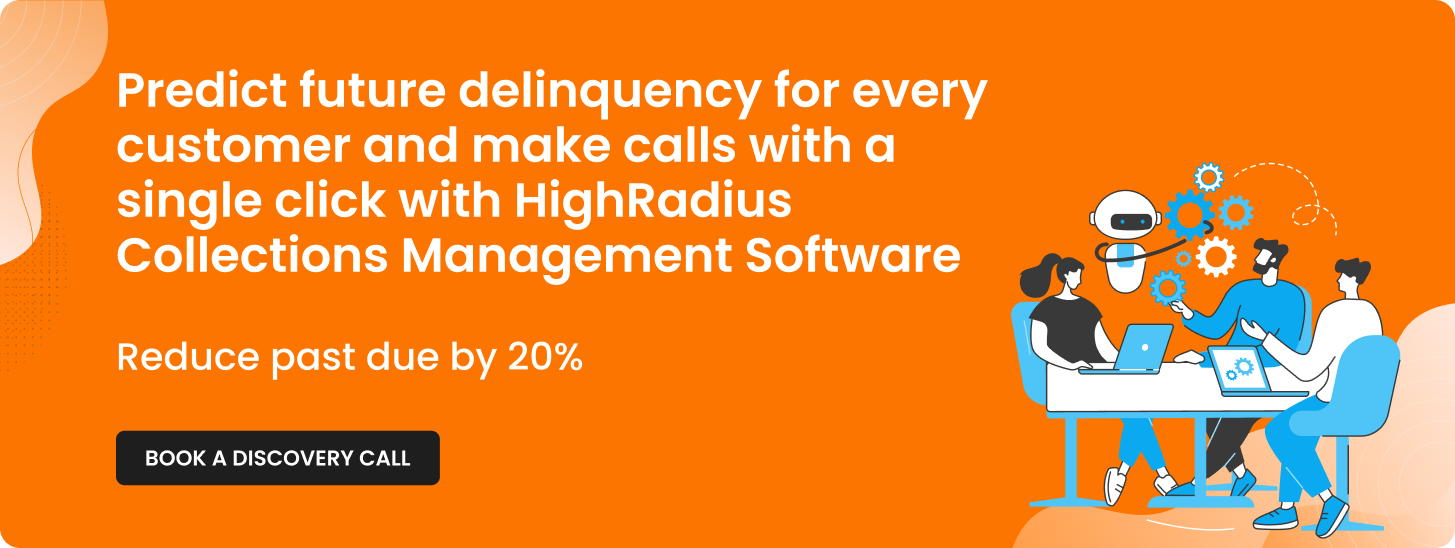 Predict future delinquency for every
customer and make calls with a
single click with HighRadius
Collections Management Software
Reduce past due by 20%
BOOK A DISCOVERY CALL